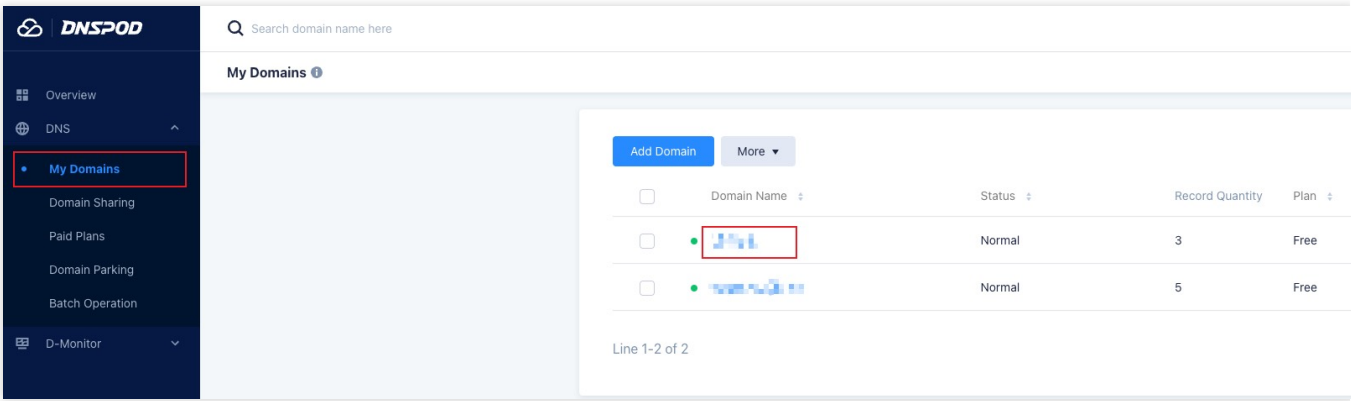 DNSPOD
Search domain name here
My Domains
Overview
DNS
My Domains
Domain Sharing
Paid Plans
Domain Parking
Batch Operation
D-Monitor
Add Domain More
Domain Name Status Record Quantity Plan
Normal 3 Free
Normal 5 Free
Line 1-2 of 2